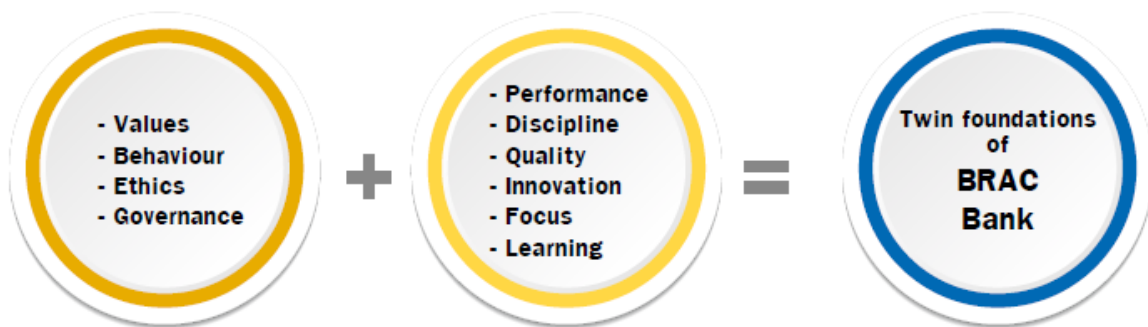 - Values
- Behaviour
- Ethics
- Governance
+
- Performance
- Discipline
- Quality
- Innovation
- Focus
- Learning
=
Twin foundations
of
BRAC
Bank